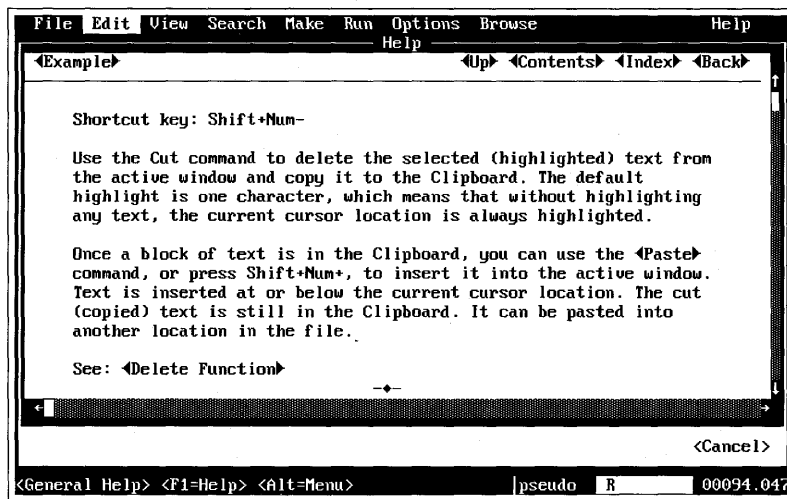 File Edit View Search Make Run Options Browse Help
Help
◄Example► ◄Up► ◄Contents► ◄Index► ◄Back►
Shortcut key: Shift+Num-
Use the Cut command to delete the selected (highlighted) text from
the active window and copy it to the Clipboard. The default
highlight is one character, which means that without highlighting
any text, the current cursor location is always highlighted.
Once a block of text is in the Clipboard, you can use the ◄Paste►
command, or press Shift+Num+, to insert it into the active window.
Text is inserted at or below the current cursor location. The cut
(copied) text is still in the Clipboard. It can be pasted into
another location in the file.
See: ◄Delete Function►
<Cancel>
<General Help> <F1=Help> <Alt=Menu> pseudo R 00094.047